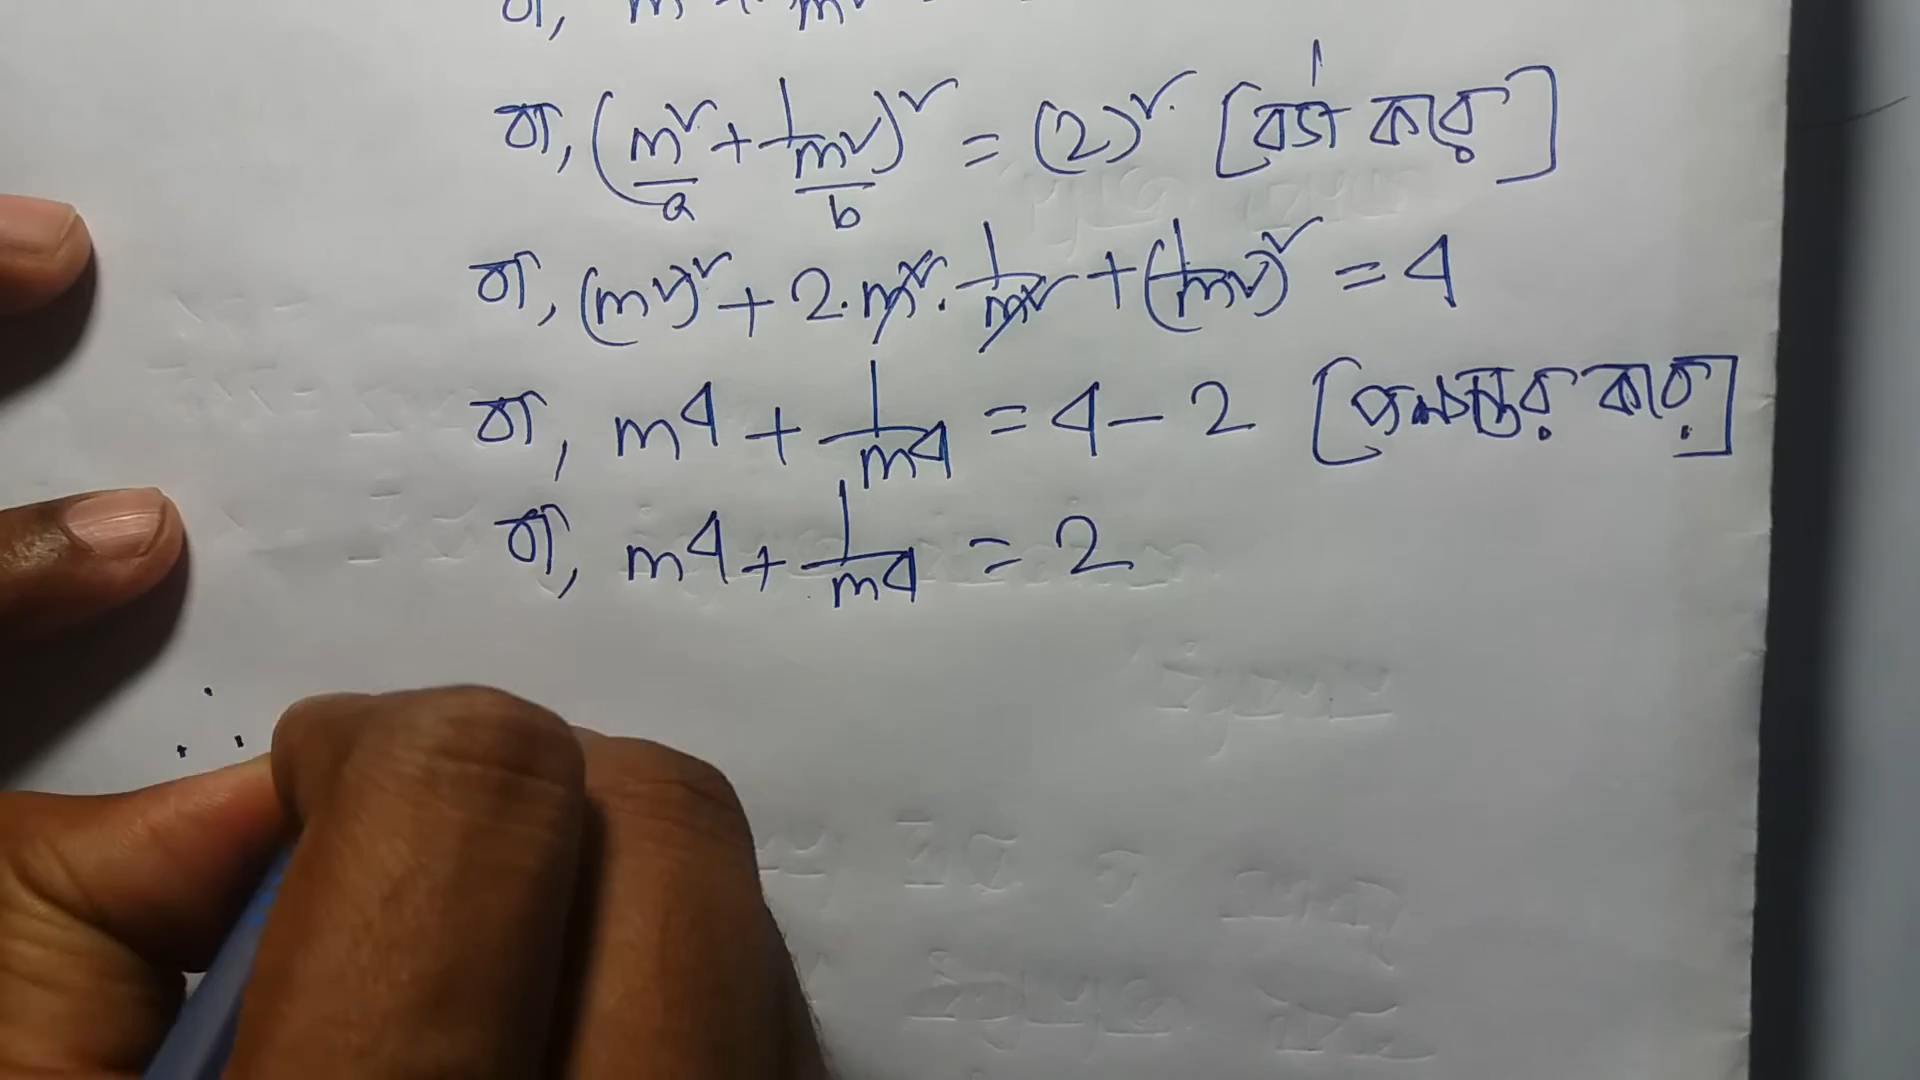 বা, (m² + 1/m²)² = (2)² [বর্গ করে]
a b
বা, (m²)² + 2·m²·1/m² + (1/m²)² = 4
বা, m⁴ + 1/m⁴ = 4 - 2 [পক্ষান্তর করে]
বা, m⁴ + 1/m⁴ = 2